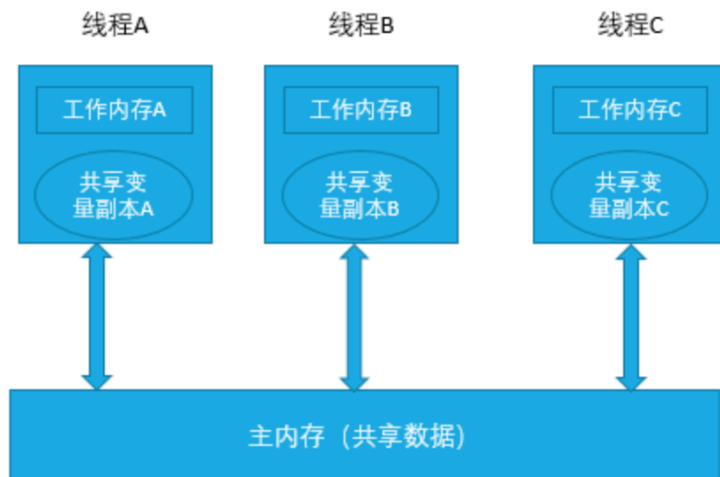 线程A
线程B
线程C
工作内存A
工作内存B
工作内存C
共享变
量副本A
共享变
量副本B
共享变
量副本C
主内存（共享数据）